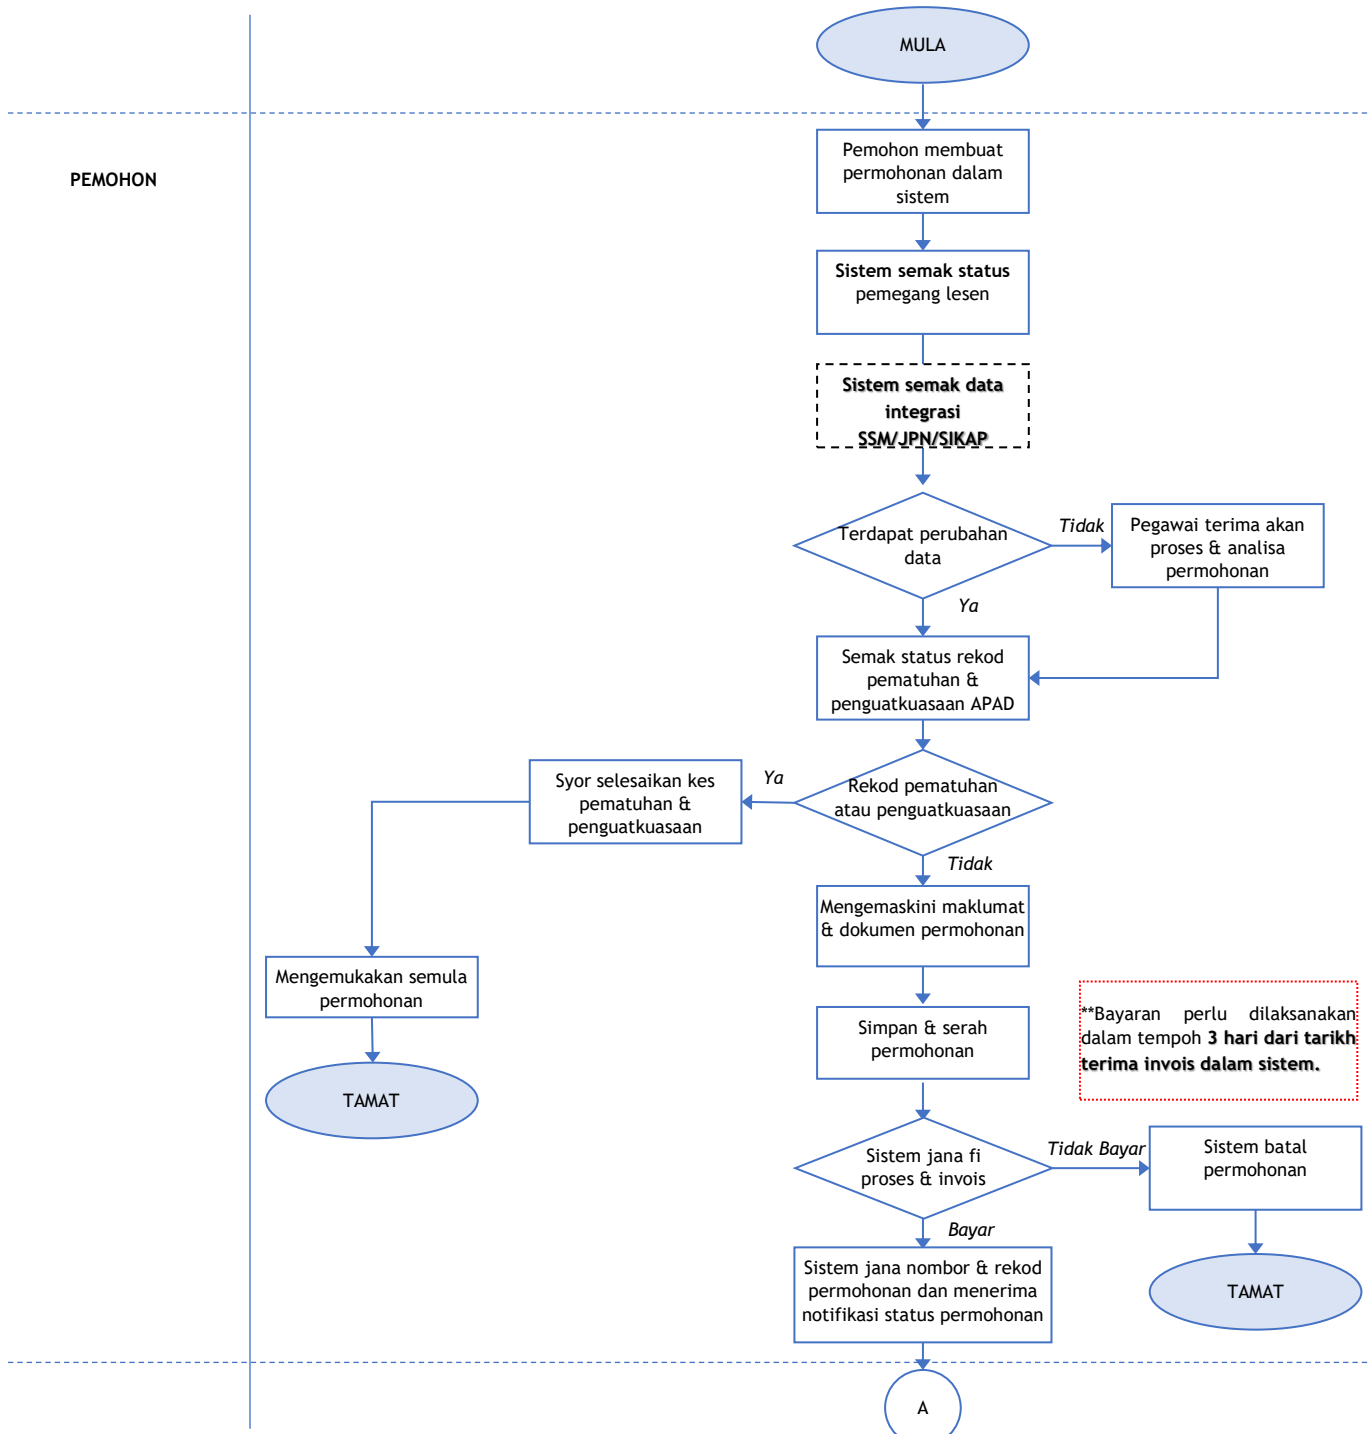 MULA
PEMOHON
Pemohon membuat
permohonan dalam
sistem
Sistem semak status
pemegang lesen
Sistem semak data
integrasi
SSM/JPN/SIKAP
Terdapat perubahan
data
Tidak
Pegawai terima akan
proses & analisa
permohonan
Ya
Semak status rekod
pematuhan &
penguatkuasaan APAD
Rekod pematuhan
atau penguatkuasaan
Ya
Syor selesaikan kes
pematuhan &
penguatkuasaan
Tidak
Mengemaskini maklumat
& dokumen permohonan
Mengemukakan semula
permohonan
TAMAT
Simpan & serah
permohonan
**Bayaran perlu dilaksanakan
dalam tempoh 3 hari dari tarikh
terima invois dalam sistem.
Sistem jana fi
proses & invois
Tidak Bayar
Sistem batal
permohonan
TAMAT
Bayar
Sistem jana nombor & rekod
permohonan dan menerima
notifikasi status permohonan
A